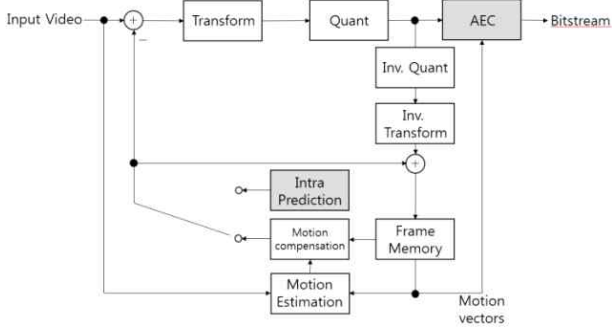 Input Video
Transform
Quant
AEC
Bitstream
Inv. Quant
Inv.
Transform
Intra
Prediction
Motion
compensation
Frame
Memory
Motion
Estimation
Motion
vectors